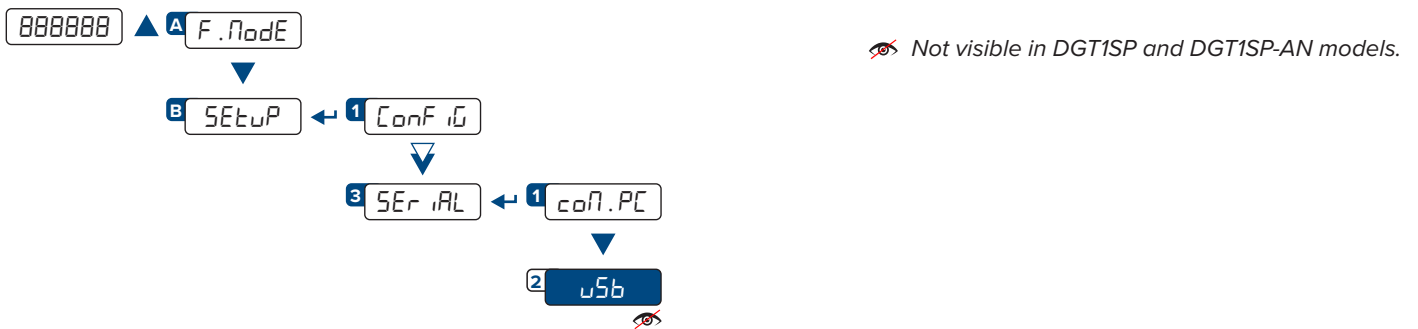 888888 A F.ModE
Not visible in DGT1SP and DGT1SP-AN models.
B SEtuP 1 ConFiG
3 SEriAL 1 coM.PC
2 uSb